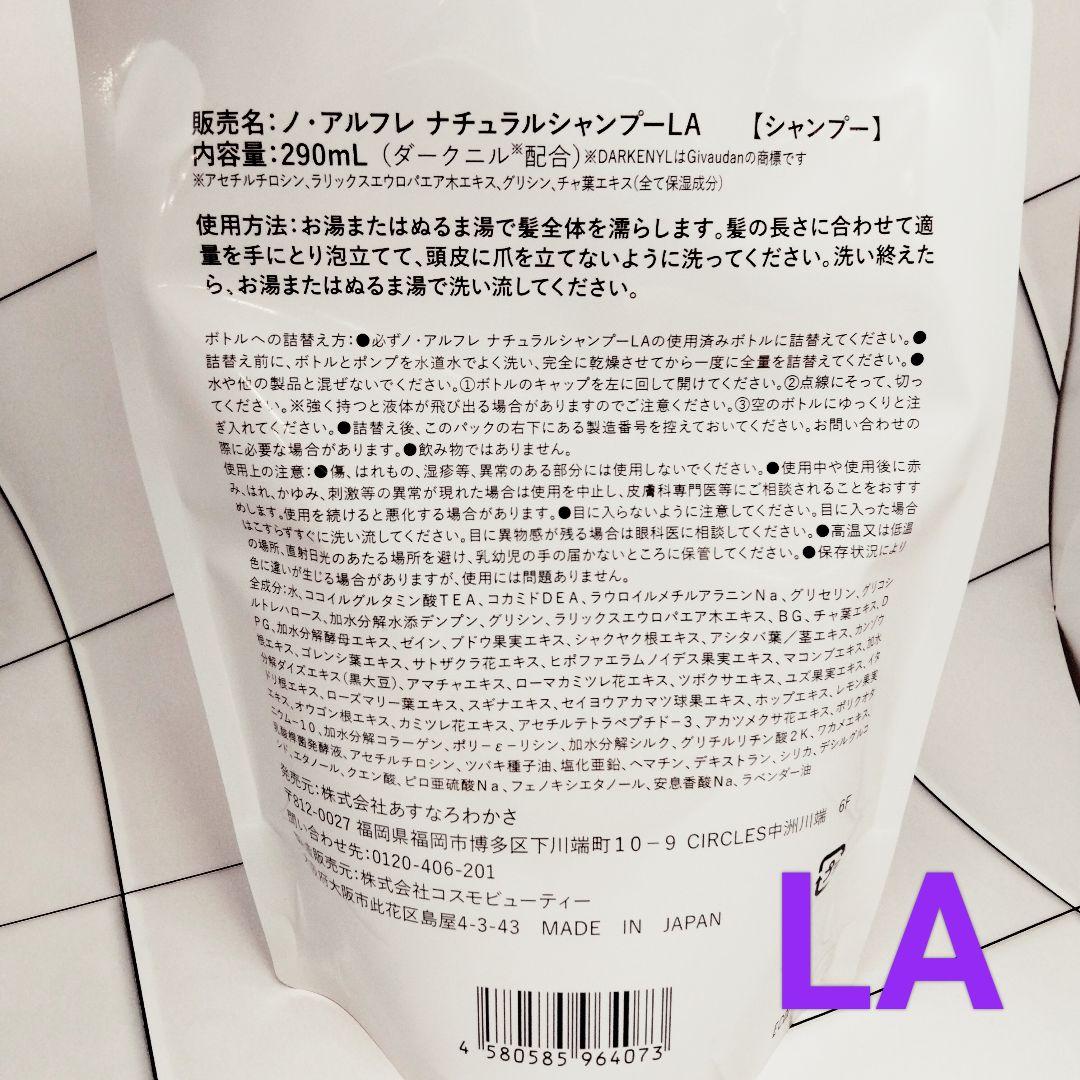 販売名：ノ・アルフレ ナチュラルシャンプーLA 【シャンプー】
内容量：290mL（ダークニル※配合）※DARKENYLはGivaudanの商標です
※アセチルチロシン、ラリックスエウロパエア木エキス、グリシン、チャ葉エキス（全て保湿成分）
使用方法：お湯またはぬるま湯で髪全体を濡らします。髪の長さに合わせて適
量を手にとり泡立てて、頭皮に爪を立てないように洗ってください。洗い終えた
ら、お湯またはぬるま湯で洗い流してください。
ボトルへの詰替え方：●必ずノ・アルフレ ナチュラルシャンプーLAの使用済みボトルに詰替えてください。●
詰替え前に、ボトルとポンプを水道水でよく洗い、完全に乾燥させてから一度に全量を詰替えてください。●
水や他の製品と混ぜないでください。①ボトルのキャップを左に回して開けてください。②点線にそって、切っ
てください。※強く持つと液体が飛び出る場合がありますのでご注意ください。③空のボトルにゆっくりと注
ぎ入れてください。●詰替え後、このパックの右下にある製造番号を控えておいてください。お問い合わせの
際に必要な場合があります。●飲み物ではありません。
使用上の注意：●傷、はれもの、湿疹等、異常のある部分には使用しないでください。●使用中や使用後に赤
み、はれ、かゆみ、刺激等の異常が現れた場合は使用を中止し、皮膚科専門医等にご相談されることをおすす
めします。使用を続けると悪化する場合があります。●目に入らないように注意してください。目に入った場合
はこすらずすぐに洗い流してください。目に異物感が残る場合は眼科医に相談してください。●高温又は低温
の場所、直射日光のあたる場所を避け、乳幼児の手の届かないところに保管してください。●保存状況により
色に違いが生じる場合がありますが、使用には問題ありません。
全成分：水、ココイルグルタミン酸TEA、コカミドDEA、ラウロイルメチルアラニンNa、グリセリン、グリコシ
ルトレハロース、加水分解水添デンプン、グリシン、ラリックスエウロパエア木エキス、BG、チャ葉エキス、D
PG、加水分解酵母エキス、ゼイン、ブドウ果実エキス、シャクヤク根エキス、アシタバ葉／茎エキス、カンゾウ
根エキス、ゴレンシ葉エキス、サトザクラ花エキス、ヒポファエラムノイデス果実エキス、マコンブエキス、加水
分解ダイズエキス（黒大豆）、アマチャエキス、ローマカミツレ花エキス、ツボクサエキス、ユズ果実エキス、イタ
ドリ根エキス、ローズマリー葉エキス、スギナエキス、セイヨウアカマツ球果エキス、ホップエキス、レモン果実
エキス、オウゴン根エキス、カミツレ花エキス、アセチルテトラペプチド-3、アカツメクサ花エキス、ポリクオタ
ニウム-10、加水分解コラーゲン、ポリ-ε-リシン、加水分解シルク、グリチルリチン酸2K、ワカメエキス、
乳酸桿菌発酵液、アセチルチロシン、ツバキ種子油、塩化亜鉛、ヘマチン、デキストラン、シリカ、デシルグルコ
シド、エタノール、クエン酸、ピロ亜硫酸Na、フェノキシエタノール、安息香酸Na、ラベンダー油
発売元：株式会社あすなろわかさ
〒812-0027 福岡県福岡市博多区下川端町10-9 CIRCLES中洲川端 6F
問い合わせ先：0120-406-201
販売元：株式会社コスモビューティー
府大阪市此花区島屋4-3-43 MADE IN JAPAN
LA
4 580585 964073